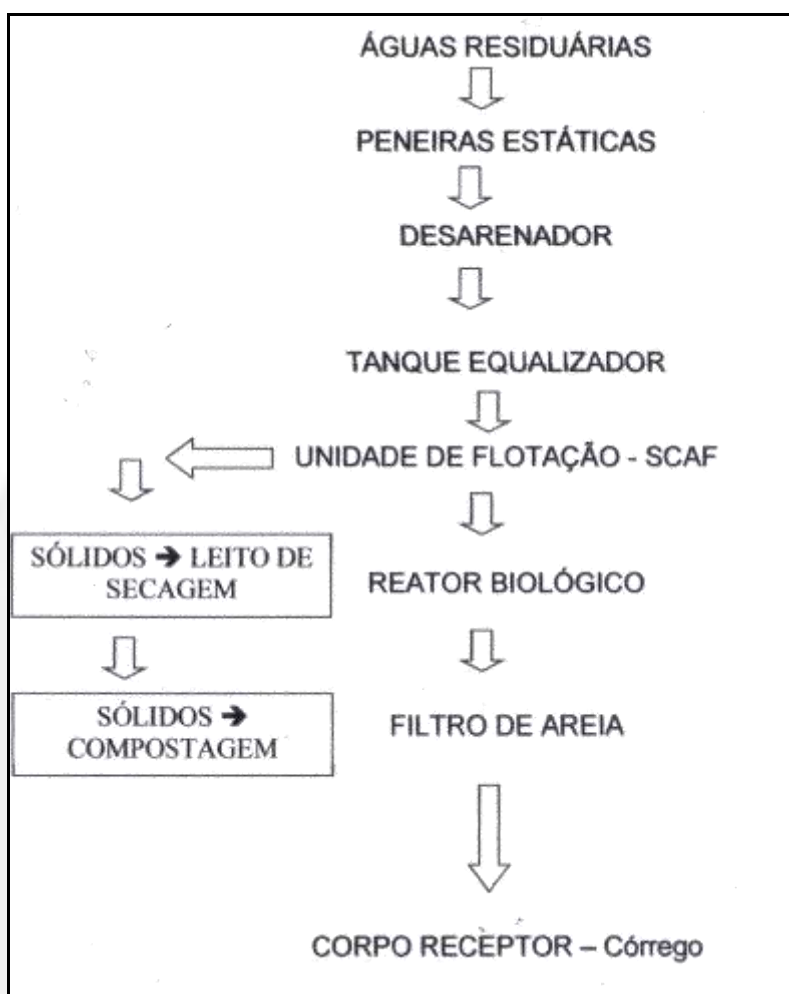 ÁGUAS RESIDUÁRIAS
PENEIRAS ESTÁTICAS
DESARENADOR
TANQUE EQUALIZADOR
UNIDADE DE FLOTAÇÃO - SCAF
SÓLIDOS ➔ LEITO DE
SECAGEM
REATOR BIOLÓGICO
SÓLIDOS ➔
COMPOSTAGEM
FILTRO DE AREIA
CORPO RECEPTOR – Córrego